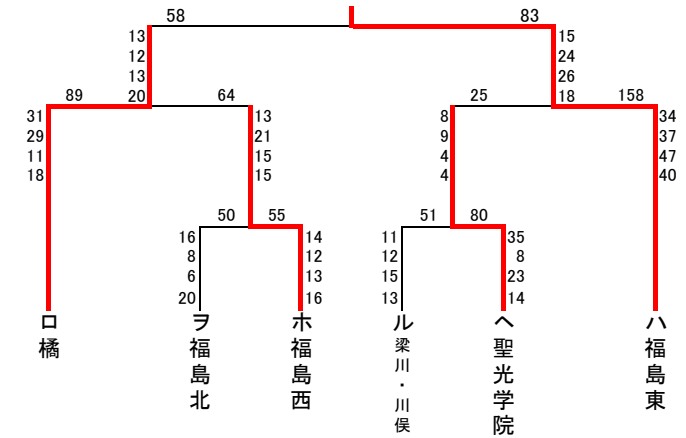 58 83
13 15
12 24
13 26
20 18
89 64 25 158
31 13 8 34
29 21 9 37
11 15 4 47
18 15 4 40
50 55 51 80
16 14 11 35
8 12 12 8
6 13 15 23
20 16 13 14
ロ 橘
ヲ 福島北
ホ 福島西
ル 梁川・川俣
ヘ 聖光学院
ハ 福島東